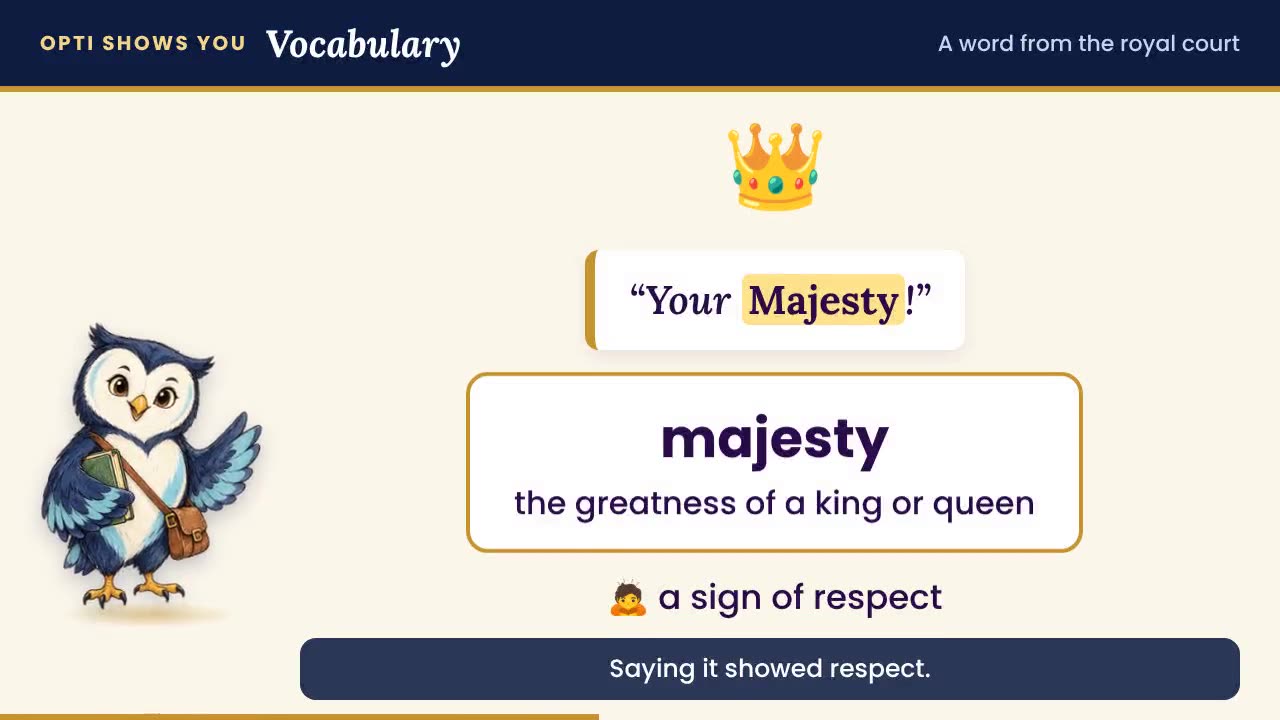 OPTI SHOWS YOU Vocabulary
A word from the royal court
“Your Majesty!”
majesty
the greatness of a king or queen
a sign of respect
Saying it showed respect.